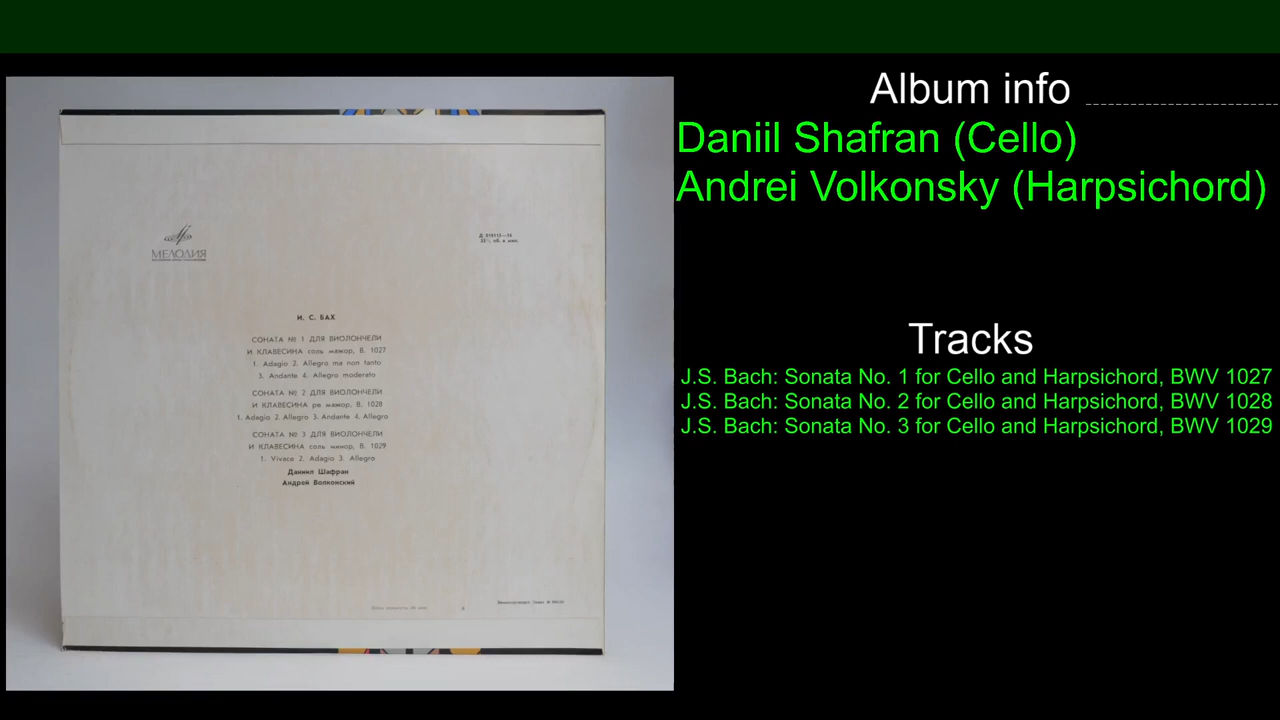 Album info
Daniil Shafran (Cello)
Andrei Volkonsky (Harpsichord)
Tracks
J.S. Bach: Sonata No. 1 for Cello and Harpsichord, BWV 1027
J.S. Bach: Sonata No. 2 for Cello and Harpsichord, BWV 1028
J.S. Bach: Sonata No. 3 for Cello and Harpsichord, BWV 1029
МЕЛОДИЯ
И. С. БАХ
СОНАТА № 1 ДЛЯ ВИОЛОНЧЕЛИ
И КЛАВЕСИНА соль мажор, В. 1027
1. Adagio 2. Allegro ma non tanto
3. Andante 4. Allegro moderato
СОНАТА № 2 ДЛЯ ВИОЛОНЧЕЛИ
И КЛАВЕСИНА ре мажор, В. 1028
1. Adagio 2. Allegro 3. Andante 4. Allegro
СОНАТА № 3 ДЛЯ ВИОЛОНЧЕЛИ
И КЛАВЕСИНА соль минор, В. 1029
1. Vivace 2. Adagio 3. Allegro
Даниил Шафран
Андрей Волконский